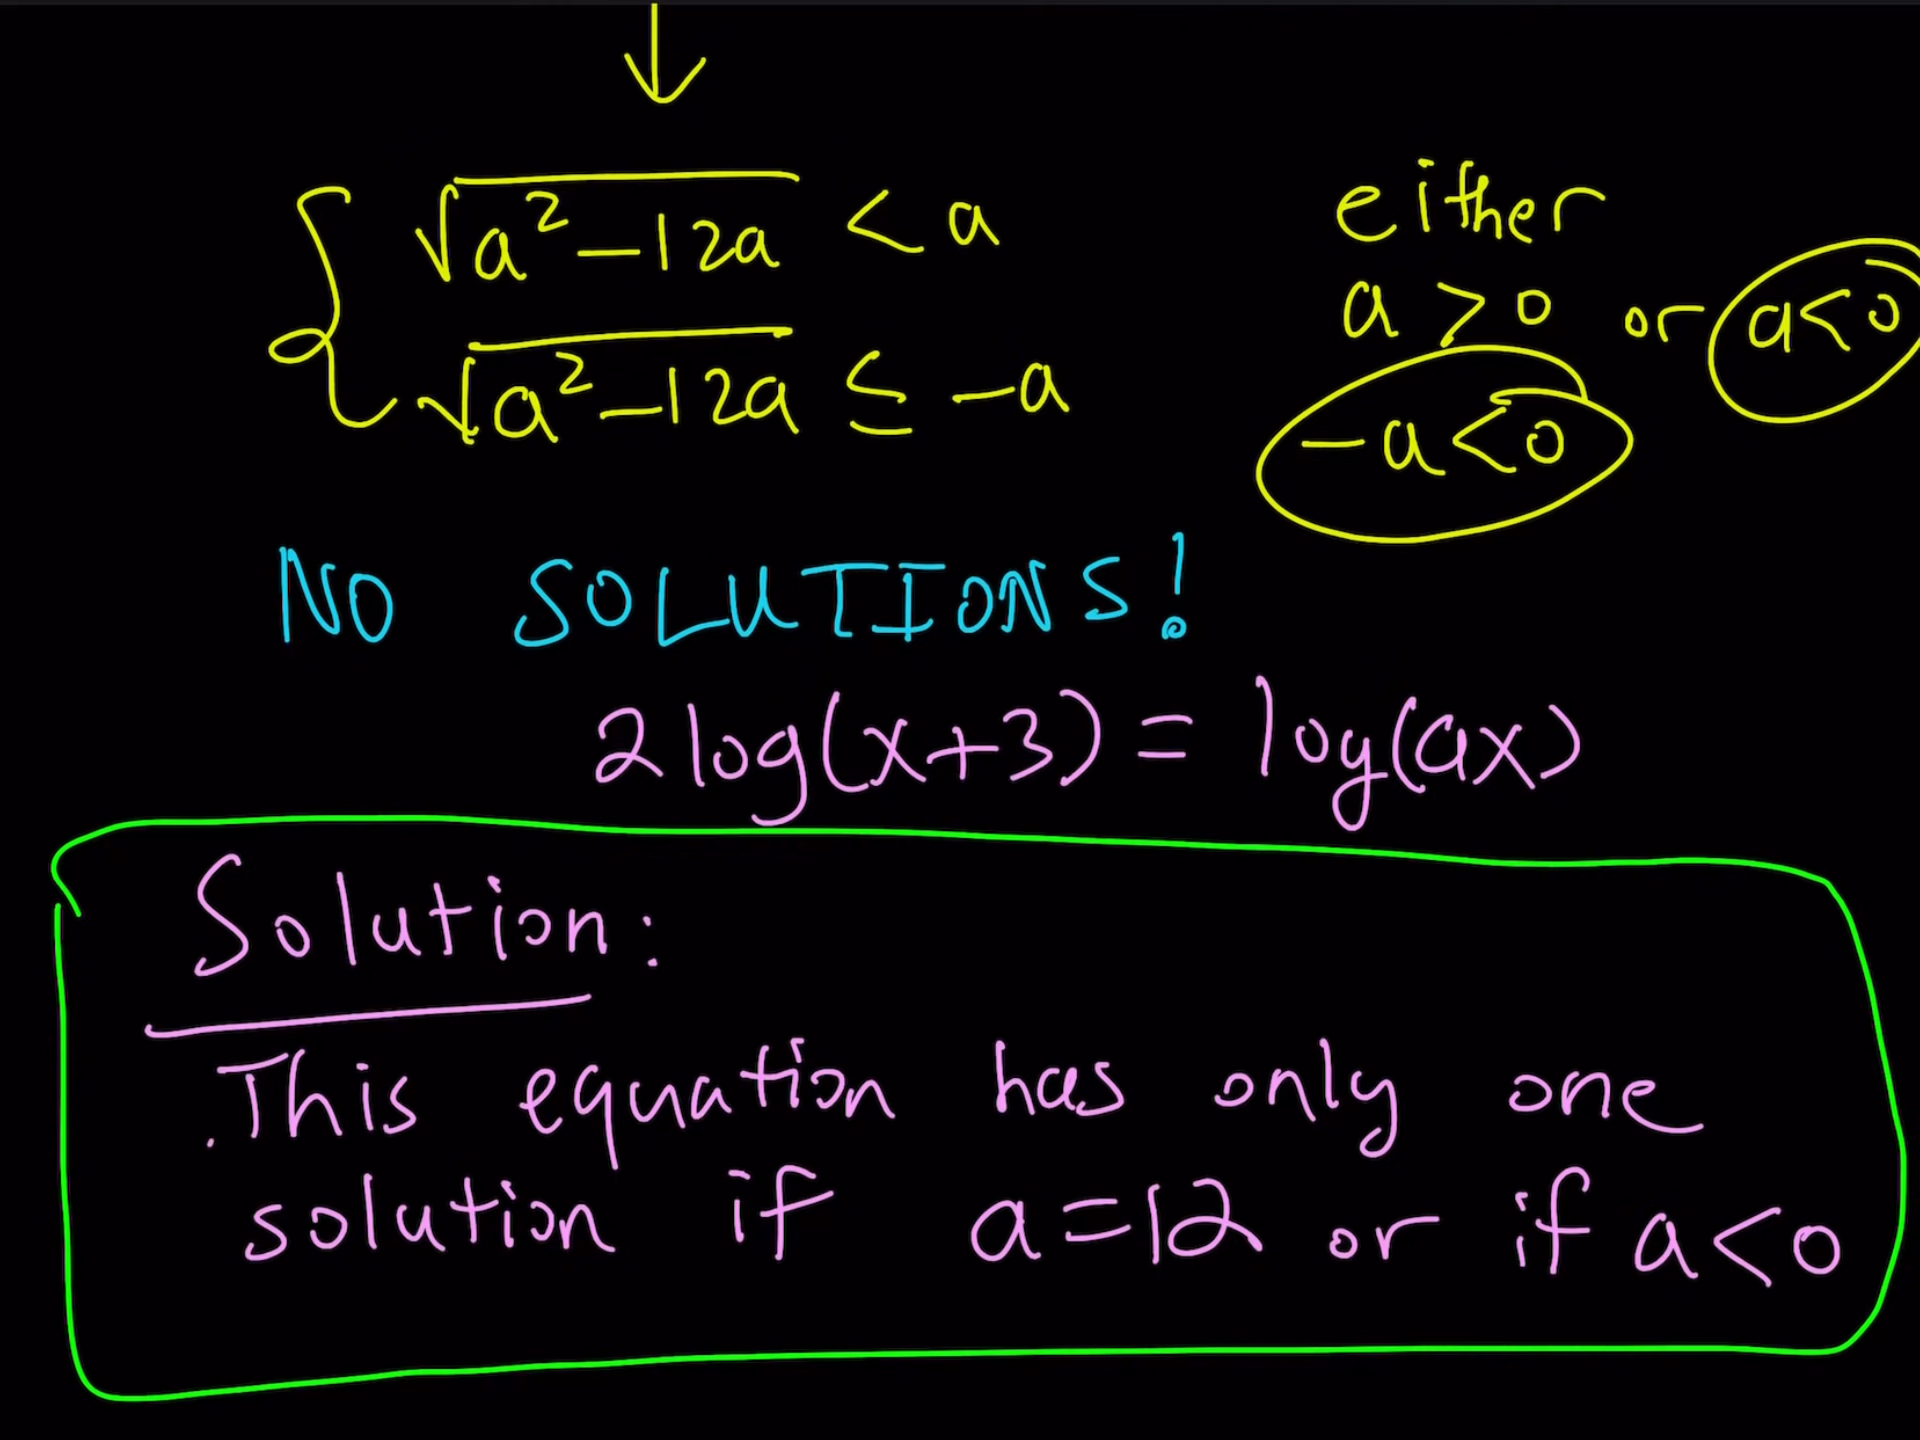 √(a²-12a) < a
√(a²-12a) ≤ -a
either
a > 0 or a<0
-a<0
NO SOLUTIONS!
2log(x+3) = log(ax)
Solution:
.This equation has only one
solution if a=12 or if a<0